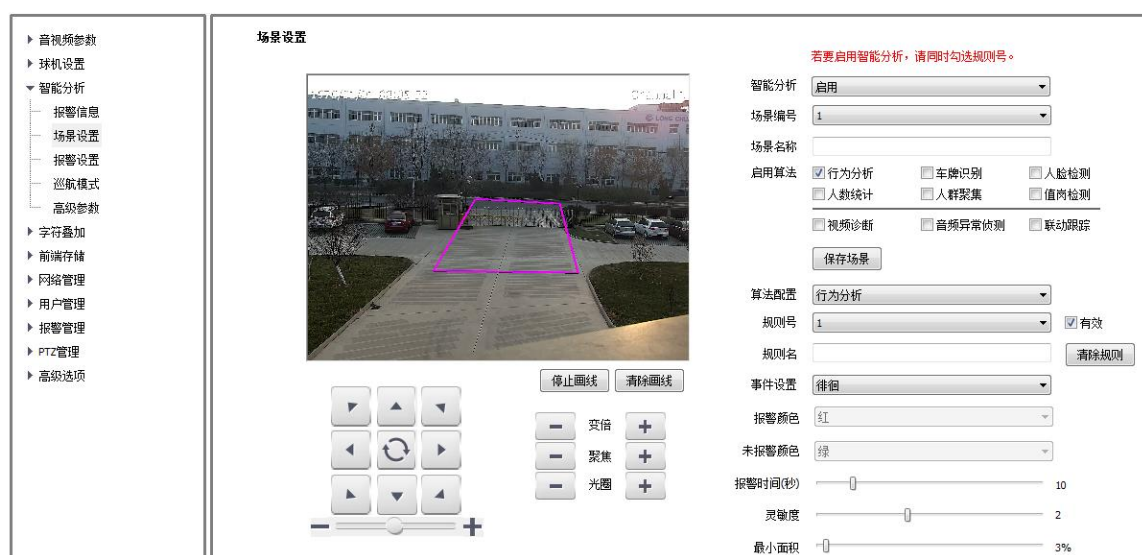 音视频参数
球机设置
智能分析
报警信息
场景设置
报警设置
巡航模式
高级参数
字符叠加
前端存储
网络管理
用户管理
报警管理
PTZ管理
高级选项
场景设置
停止画线 清除画线
变倍
聚焦
光圈
若要启用智能分析，请同时勾选规则号。
智能分析 启用
场景编号 1
场景名称
启用算法 行为分析 车牌识别 人脸检测
人数统计 人群聚集 值岗检测
视频诊断 音频异常侦测 联动跟踪
保存场景
算法配置 行为分析
规则号 1 有效
规则名 清除规则
事件设置 徘徊
报警颜色 红
未报警颜色 绿
报警时间(秒) 10
灵敏度 2
最小面积 3%